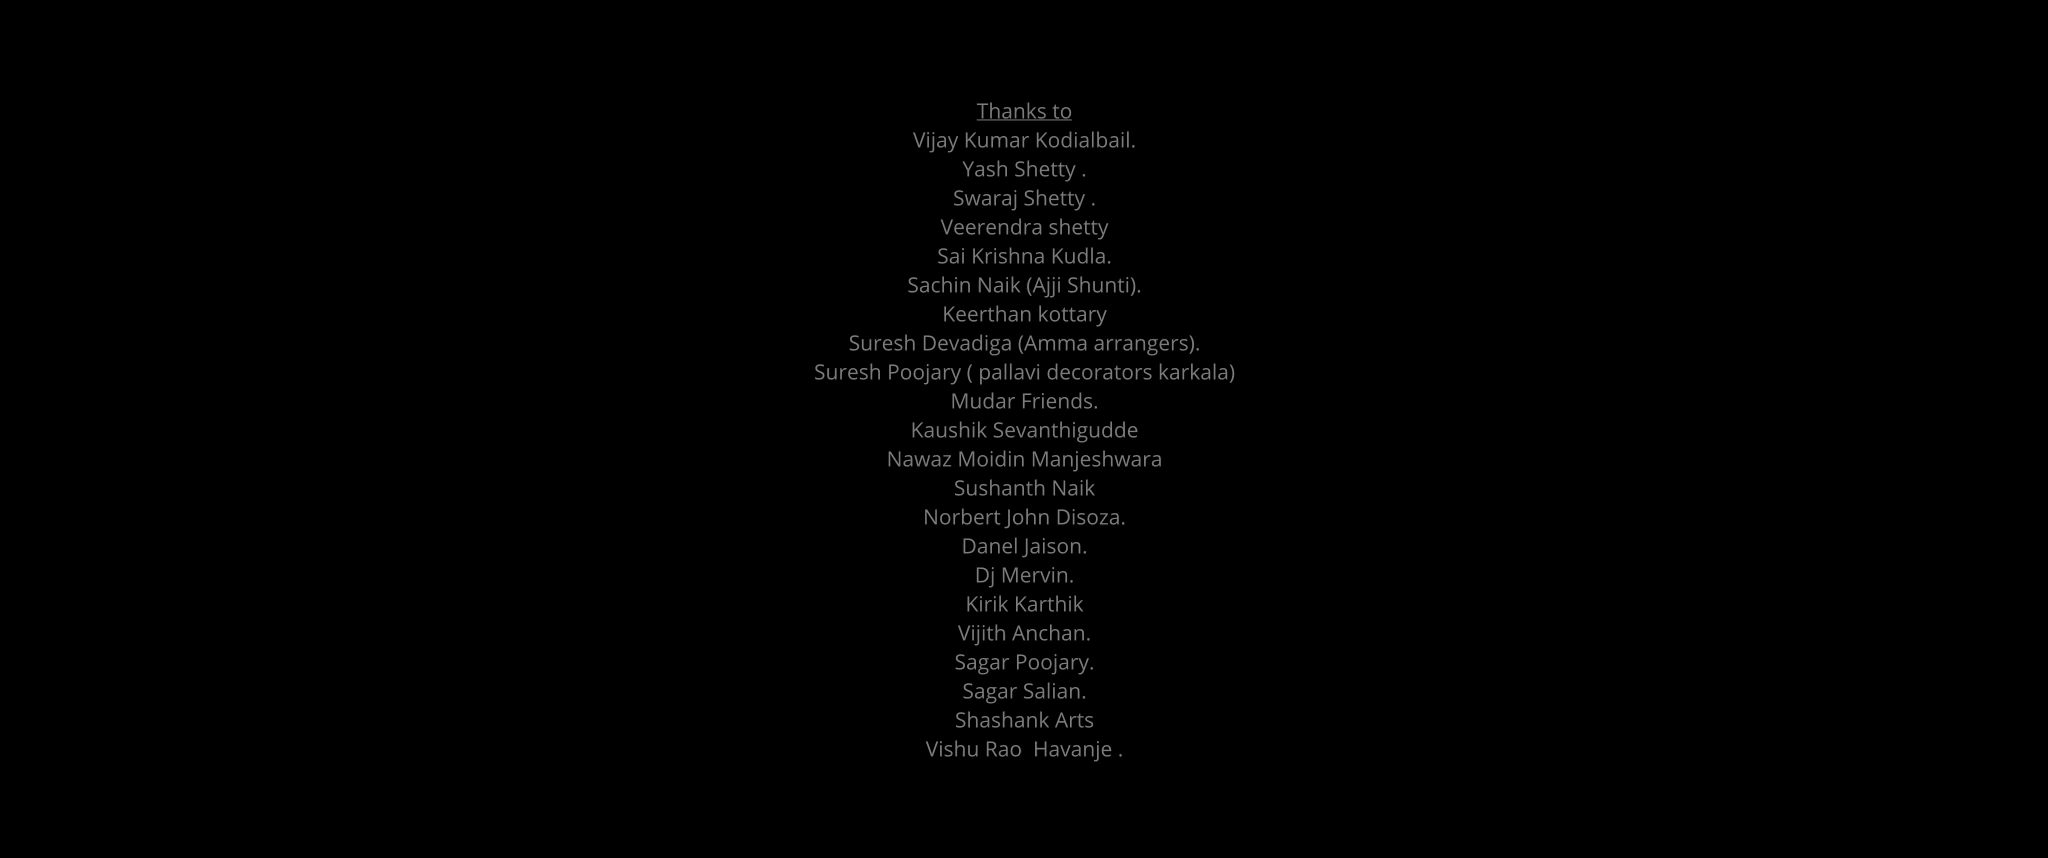 Thanks to
Vijay Kumar Kodialbail.
Yash Shetty .
Swaraj Shetty .
Veerendra shetty
Sai Krishna Kudla.
Sachin Naik (Ajji Shunti).
Keerthan kottary
Suresh Devadiga (Amma arrangers).
Suresh Poojary ( pallavi decorators karkala)
Mudar Friends.
Kaushik Sevanthigudde
Nawaz Moidin Manjeshwara
Sushanth Naik
Norbert John Disoza.
Danel Jaison.
Dj Mervin.
Kirik Karthik
Vijith Anchan.
Sagar Poojary.
Sagar Salian.
Shashank Arts
Vishu Rao  Havanje .